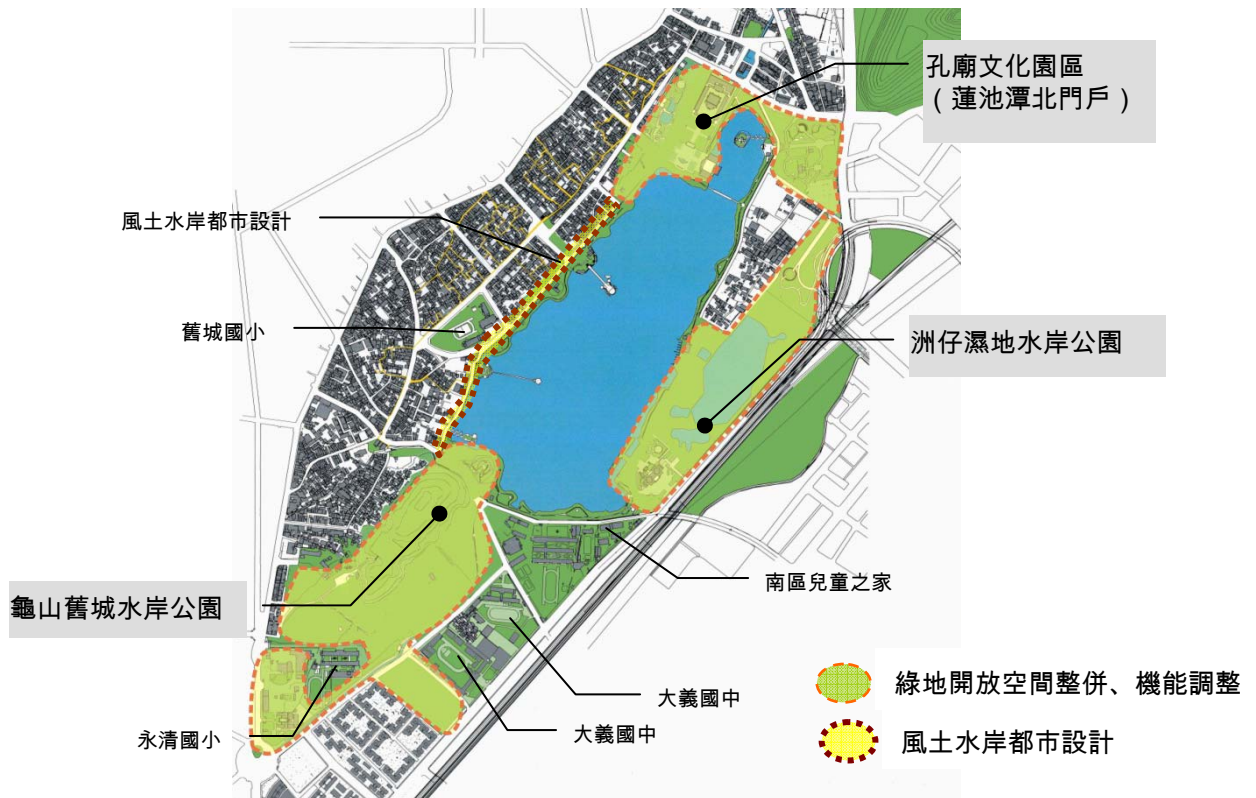 孔廟文化園區
（蓮池潭北門戶）
風土水岸都市設計
舊城國小
洲仔濕地水岸公園
南區兒童之家
龜山舊城水岸公園
大義國中
大義國中
永清國小
綠地開放空間整併、機能調整
風土水岸都市設計